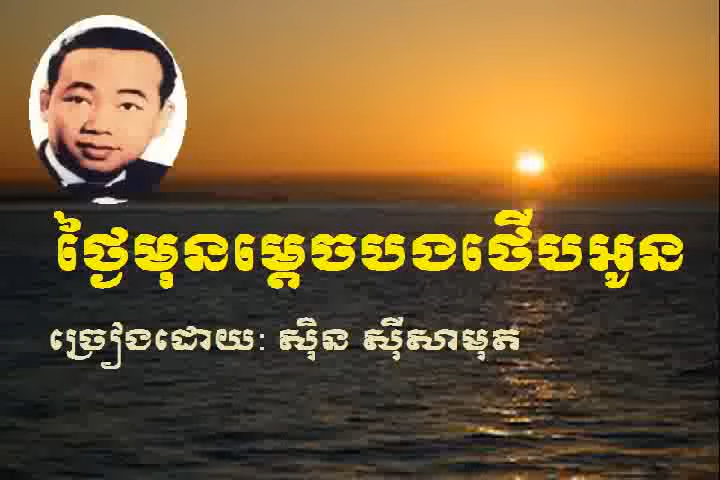 ថ្ងៃមុនម្ដេចបងថើបអូន
ច្រៀងដោយ: ស៊ិន ស៊ីសាមុត